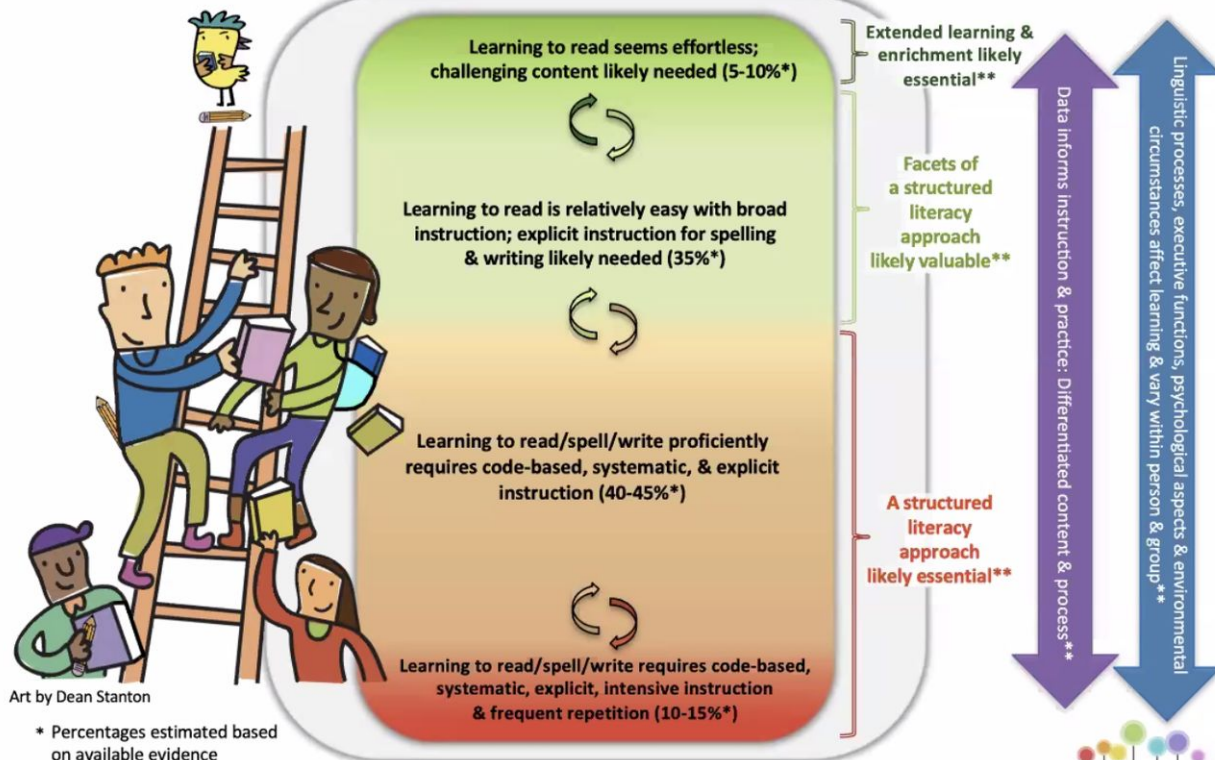 Learning to read seems effortless;
challenging content likely needed (5-10%*)
Learning to read is relatively easy with broad
instruction; explicit instruction for spelling
& writing likely needed (35%*)
Learning to read/spell/write proficiently
requires code-based, systematic, & explicit
instruction (40-45%*)
Learning to read/spell/write requires code-based,
systematic, explicit, intensive instruction
& frequent repetition (10-15%*)
Extended learning &
enrichment likely
essential**
Facets of
a structured
literacy
approach
likely valuable**
A structured
literacy
approach
likely essential**
Data informs instruction & practice: Differentiated content & process**
Linguistic processes, executive functions, psychological aspects & environmental
circumstances affect learning & vary within person & group**
Art by Dean Stanton
* Percentages estimated based
on available evidence